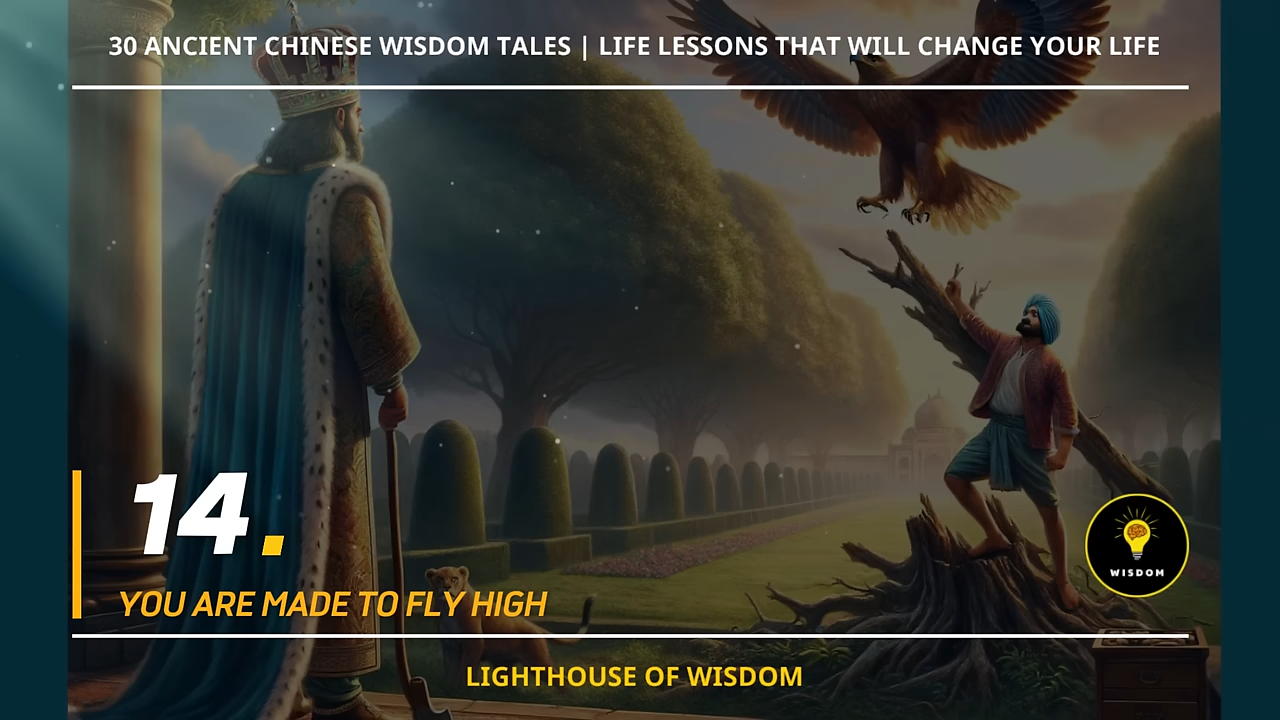 30 ANCIENT CHINESE WISDOM TALES | LIFE LESSONS THAT WILL CHANGE YOUR LIFE
14.
YOU ARE MADE TO FLY HIGH
WISDOM
LIGHTHOUSE OF WISDOM